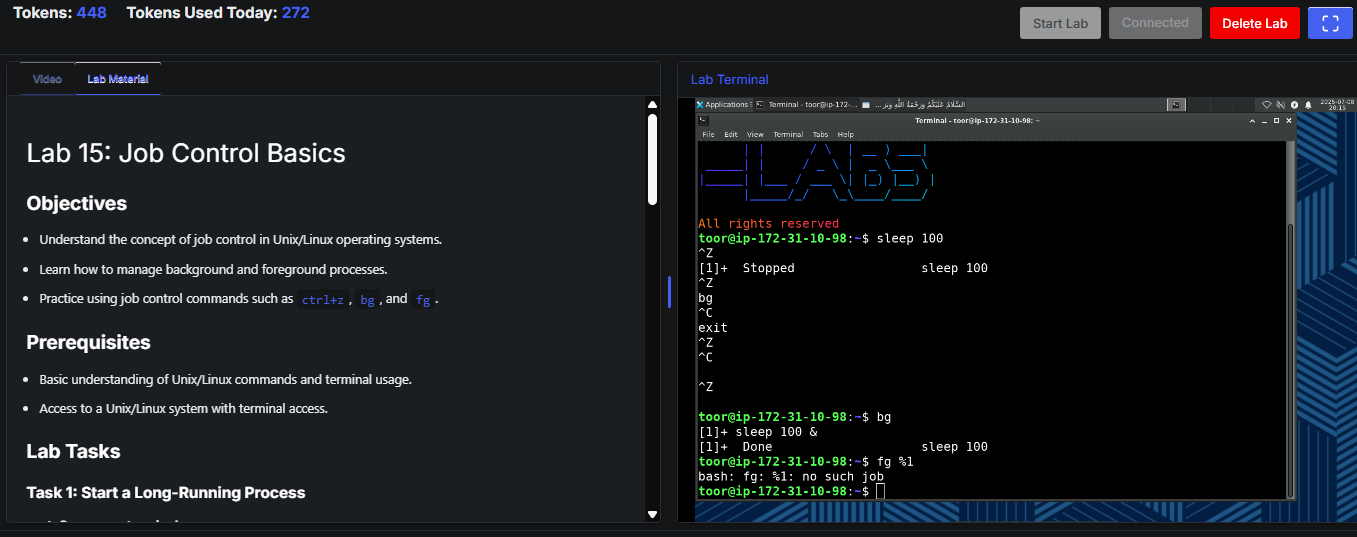 Tokens: 448 Tokens Used Today: 272
Start Lab
Connected
Delete Lab
Video
Lab Material
Lab 15: Job Control Basics
Objectives
Understand the concept of job control in Unix/Linux operating systems.
Learn how to manage background and foreground processes.
Practice using job control commands such as ctrl+z, bg, and fg.
Prerequisites
Basic understanding of Unix/Linux commands and terminal usage.
Access to a Unix/Linux system with terminal access.
Lab Tasks
Task 1: Start a Long-Running Process
Lab Terminal
Applications
Terminal - toor@ip-172-...
السَّلَامُ عَلَيْكُمْ وَرَحْمَةُ اللَّهِ وَبَرَ...
2025-07-08
20:15
Terminal - toor@ip-172-31-10-98: ~
File Edit View Terminal Tabs Help
LABS
All rights reserved
toor@ip-172-31-10-98:~$ sleep 100
^Z
[1]+ Stopped sleep 100
^Z
bg
^C
exit
^Z
^C
^Z
toor@ip-172-31-10-98:~$ bg
[1]+ sleep 100 &
[1]+ Done sleep 100
toor@ip-172-31-10-98:~$ fg %1
bash: fg: %1: no such job
toor@ip-172-31-10-98:~$